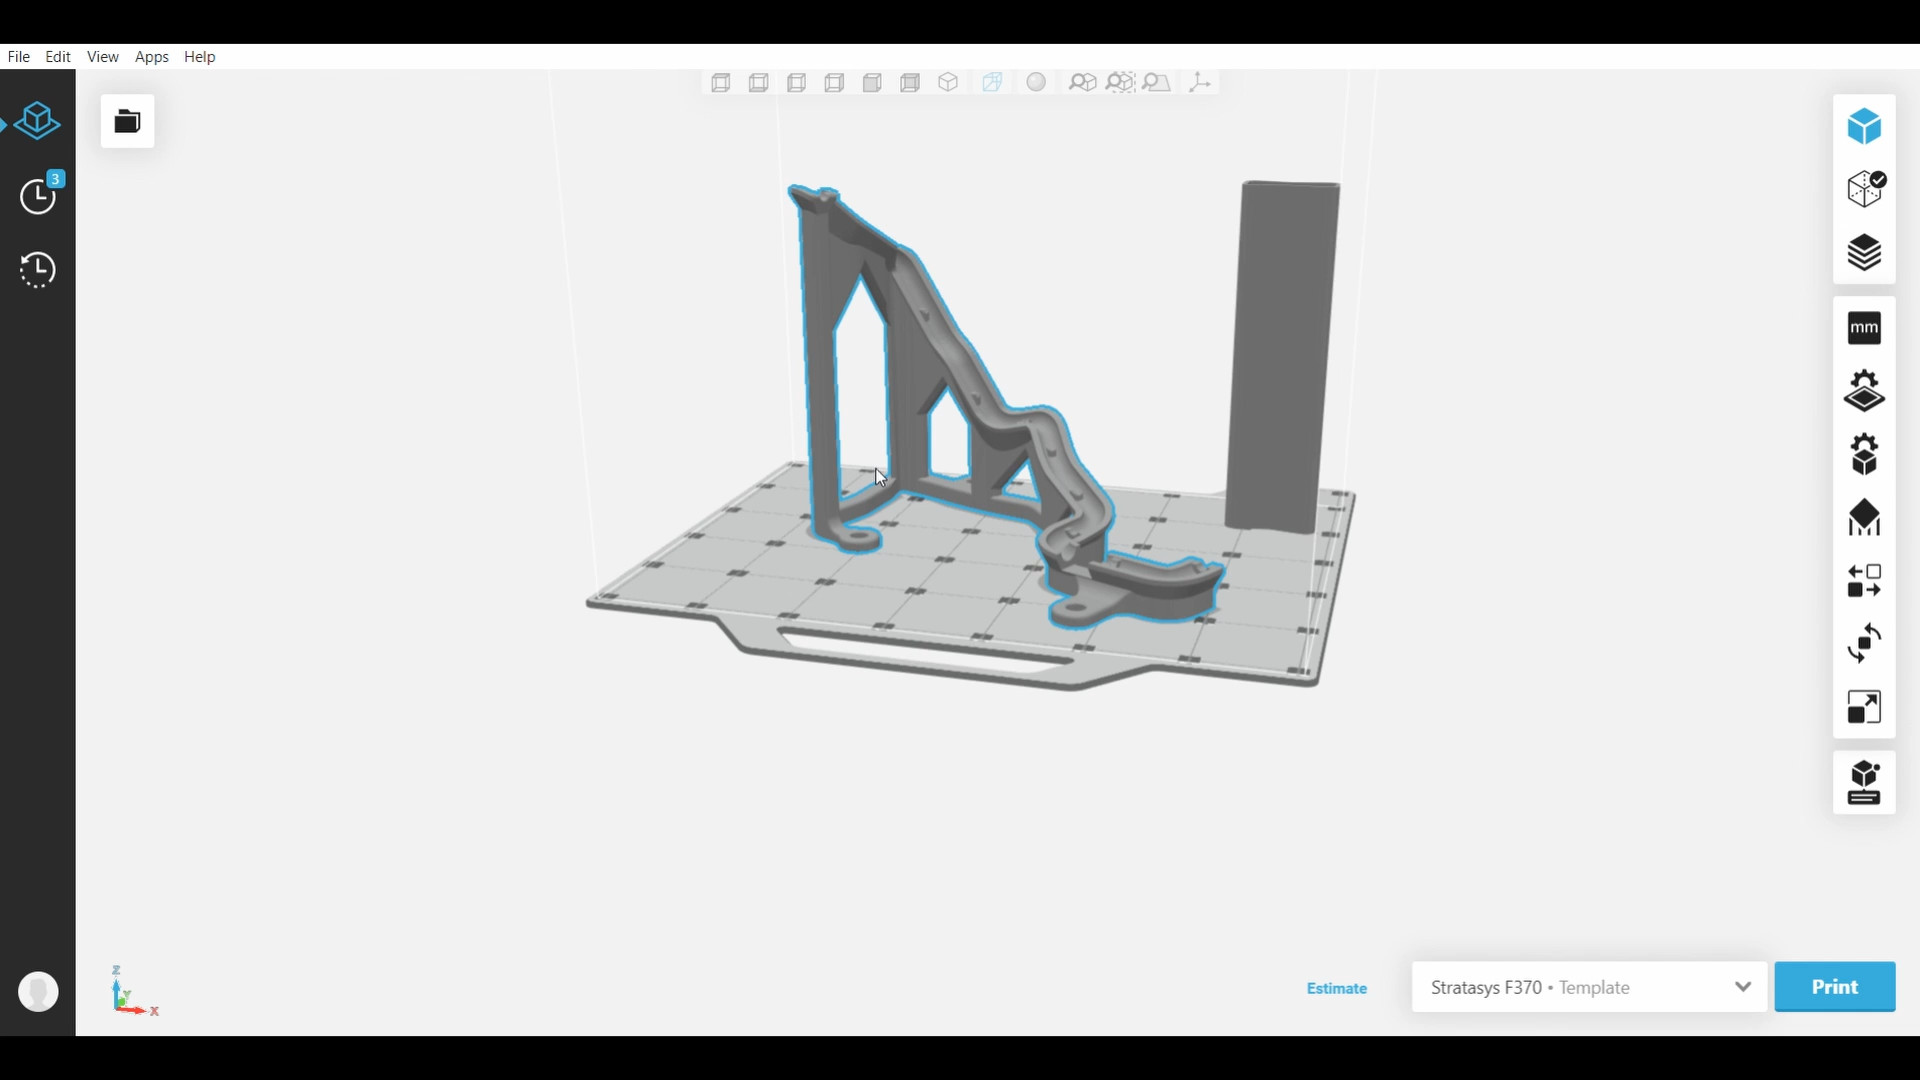 File Edit View Apps Help
3
mm
Z
Y
X
Estimate
Stratasys F370 • Template
Print